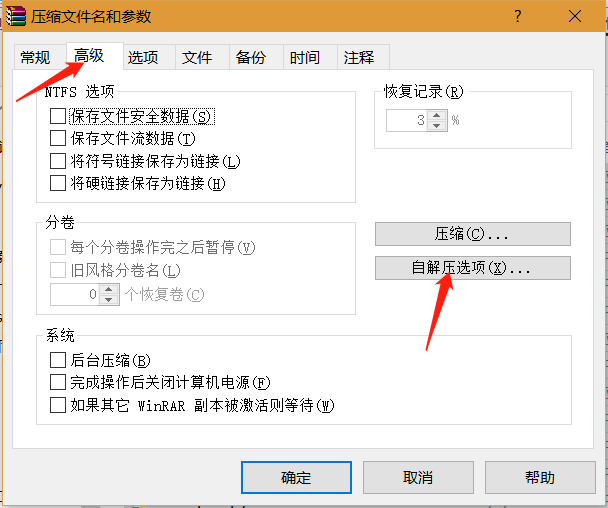 压缩文件名和参数
常规 高级 选项 文件 备份 时间 注释
NTFS 选项
保存文件安全数据(S)
保存文件流数据(T)
将符号链接保存为链接(L)
将硬链接保存为链接(H)
恢复记录(R)
3 %
分卷
每个分卷操作完之后暂停(V)
旧风格分卷名(L)
0 个恢复卷(C)
压缩(C)...
自解压选项(X)...
系统
后台压缩(B)
完成操作后关闭计算机电源(F)
如果其它 WinRAR 副本被激活则等待(W)
确定 取消 帮助